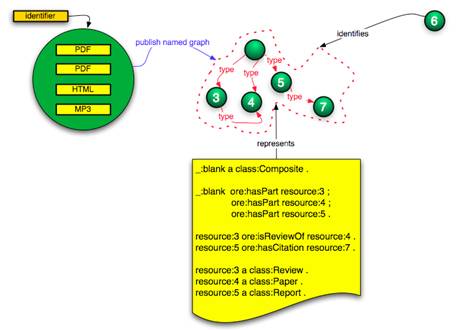 identifier
PDF
PDF
HTML
MP3
publish named graph
identifies
6
type
type
type
5
3
4
type
7
type
represents
_:blank a class:Composite .
_:blank ore:hasPart resource:3 ;
ore:hasPart resource:4 ;
ore:hasPart resource:5 .
resource:3 ore:isReviewOf resource:4 .
resource:5 ore:hasCitation resource:7 .
resource:3 a class:Review .
resource:4 a class:Paper .
resource:5 a class:Report .